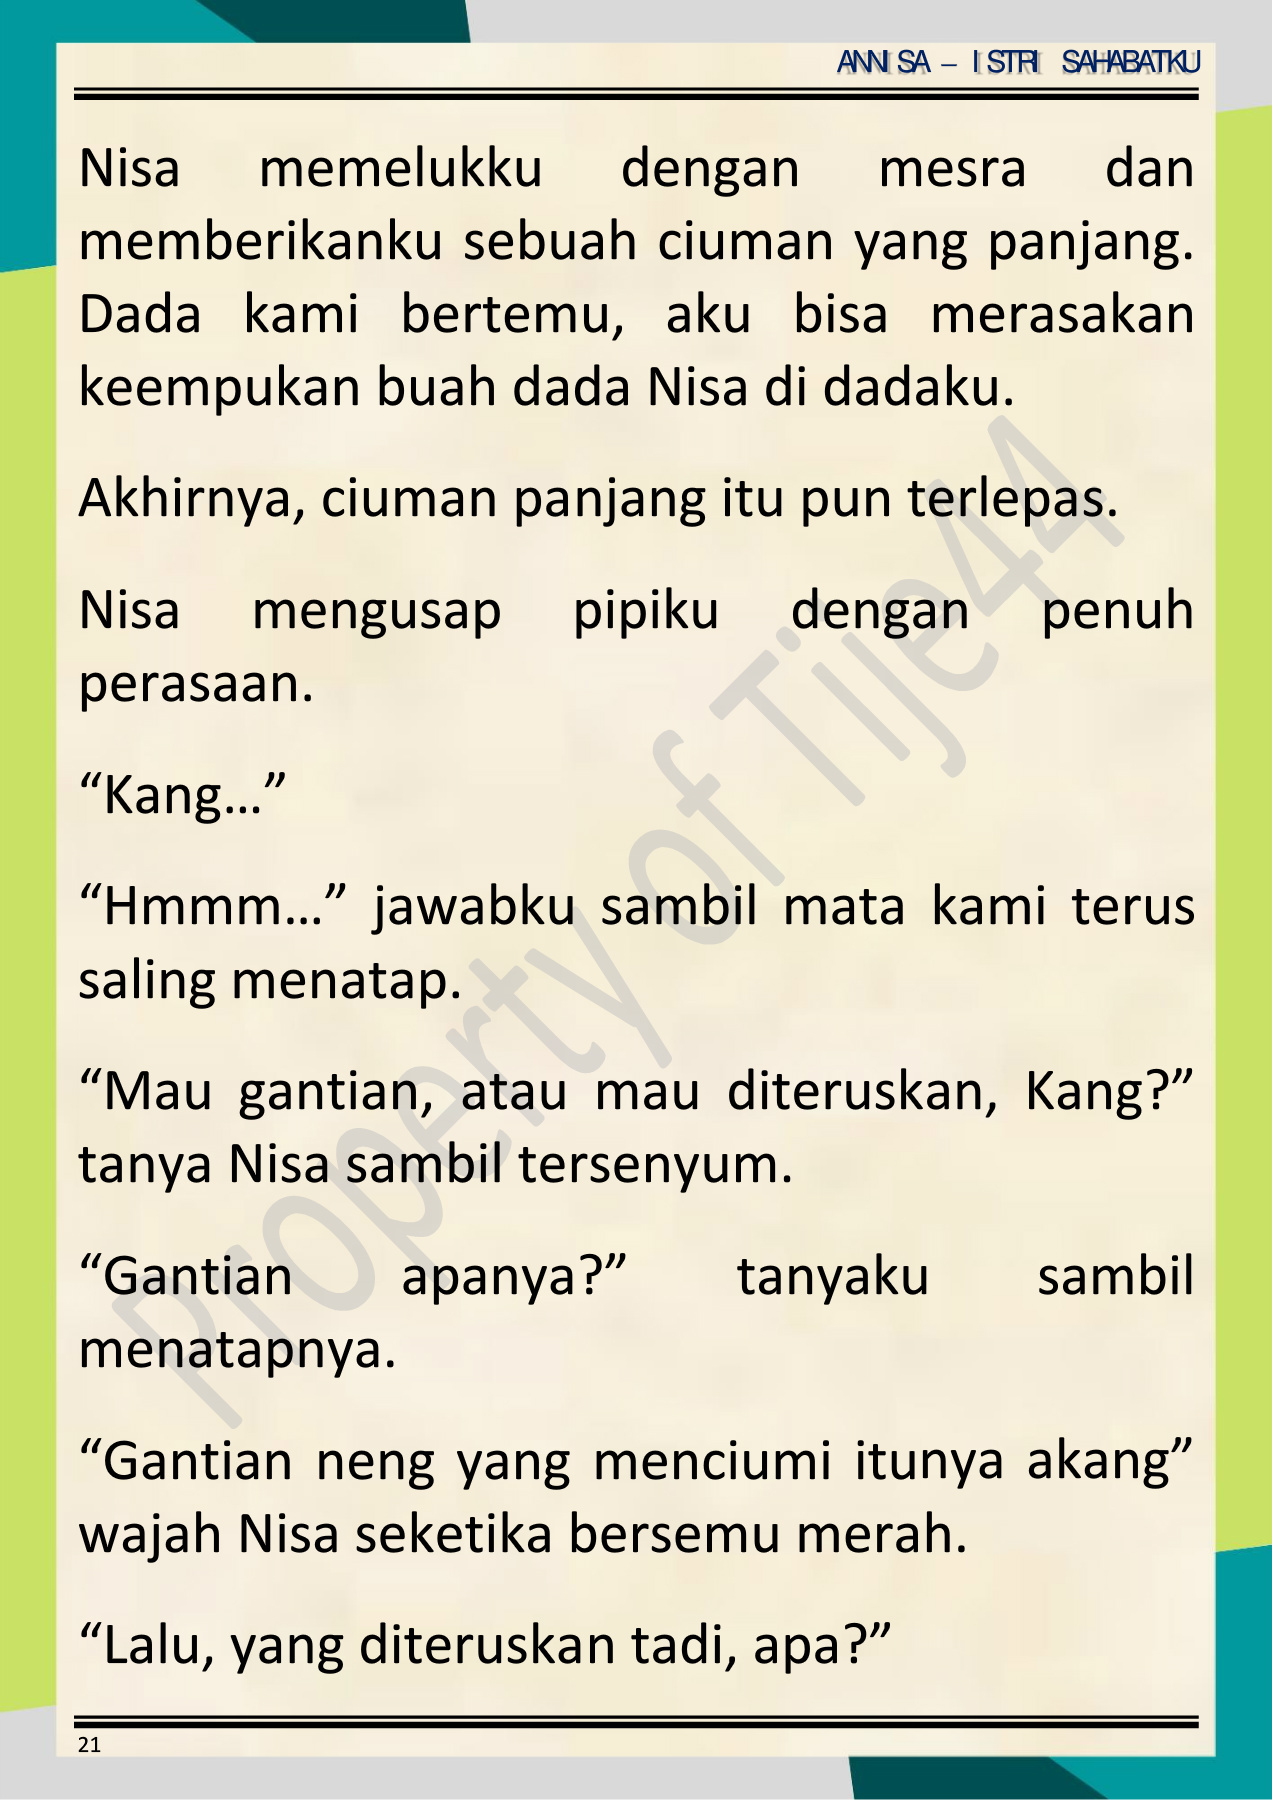 ANNISA – ISTRI SAHABATKU
Nisa memelukku dengan mesra dan
memberikanku sebuah ciuman yang panjang.
Dada kami bertemu, aku bisa merasakan
keempukan buah dada Nisa di dadaku.
Akhirnya, ciuman panjang itu pun terlepas.
Nisa mengusap pipiku dengan penuh
perasaan.
“Kang…”
“Hmmm…” jawabku sambil mata kami terus
saling menatap.
“Mau gantian, atau mau diteruskan, Kang?”
tanya Nisa sambil tersenyum.
“Gantian apanya?” tanyaku sambil
menatapnya.
“Gantian neng yang menciumi itunya akang”
wajah Nisa seketika bersemu merah.
“Lalu, yang diteruskan tadi, apa?”
21
Property of Tije44